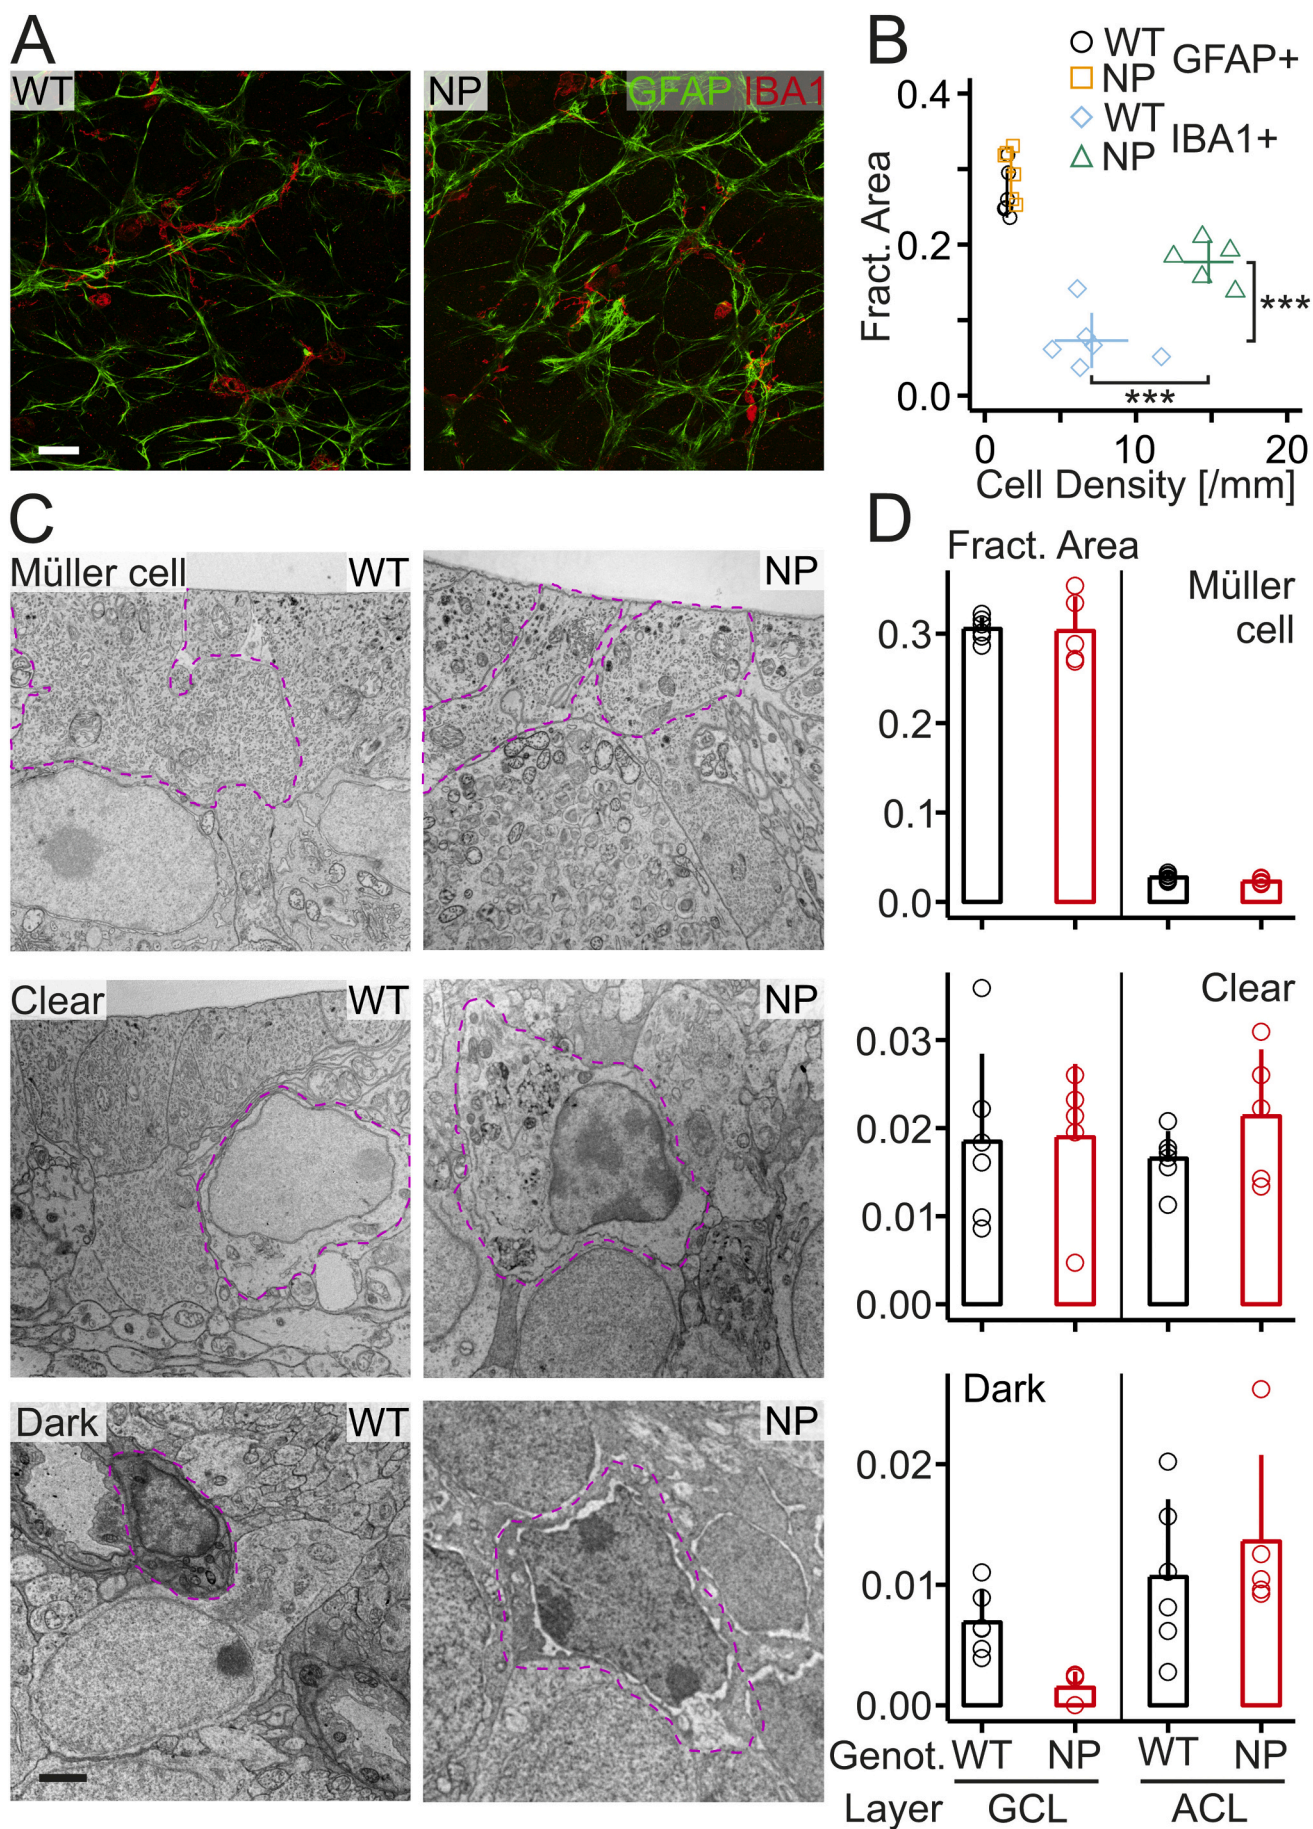 A
WT
NP
GFAP IBA1
B
WT
NP
GFAP+
WT
NP
IBA1+
Fract. Area
0.4
0.2
0.0
***
***
0
10
20
Cell Density [/mm]
C
Müller cell
WT
NP
Clear
WT
NP
Dark
WT
NP
D
Fract. Area
Müller
cell
0.3
0.2
0.1
0.0
Clear
0.03
0.02
0.01
0.00
Dark
0.02
0.01
0.00
Genot. WT NP WT NP
Layer GCL ACL